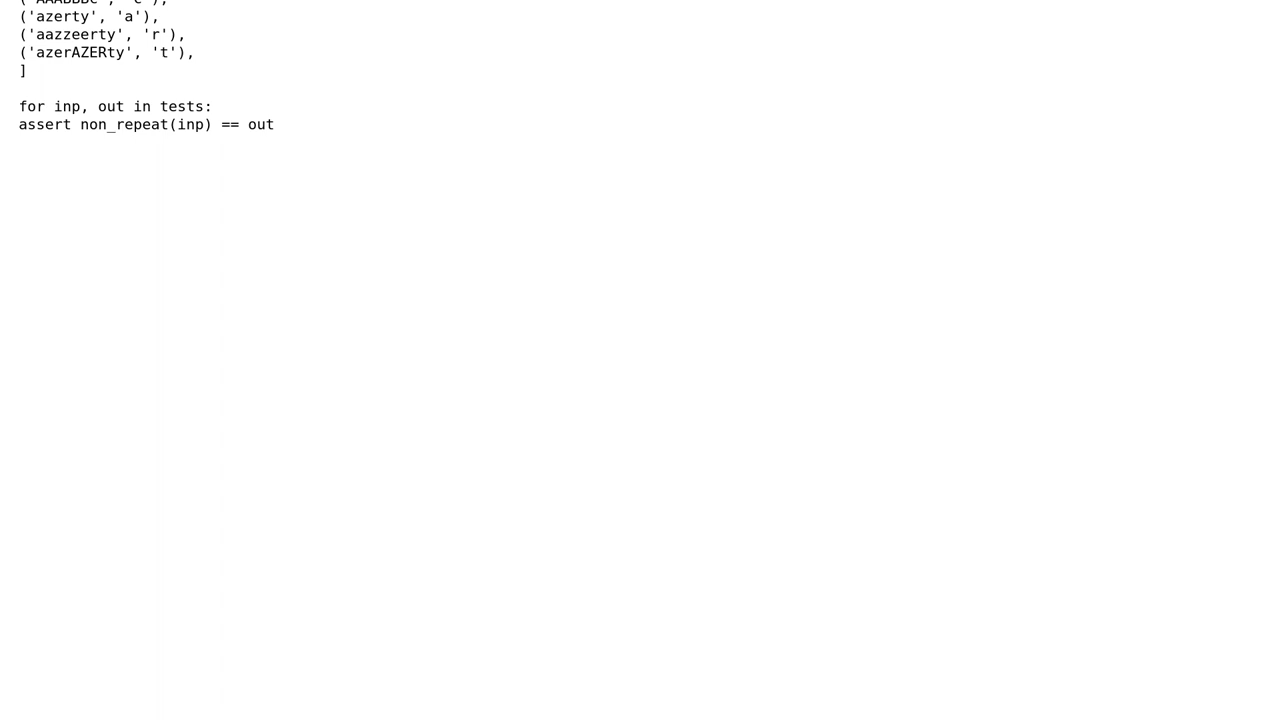 ('azerty', 'a'),
('aazzeerty', 'r'),
('azerAZERty', 't'),
]

for inp, out in tests:
assert non_repeat(inp) == out